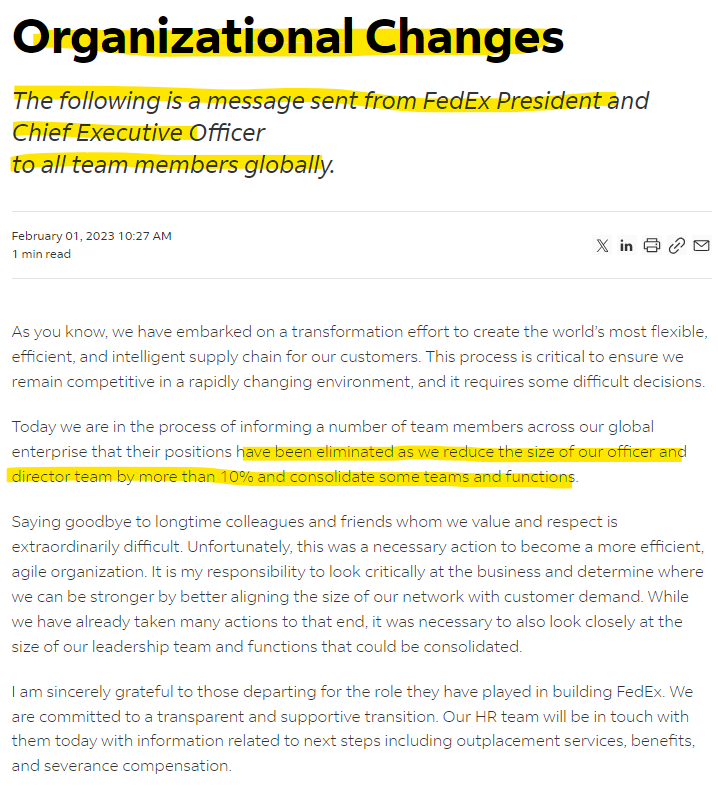 Organizational Changes
The following is a message sent from FedEx President and
Chief Executive Officer
to all team members globally.
February 01, 2023 10:27 AM
1 min read
As you know, we have embarked on a transformation effort to create the world’s most flexible,
efficient, and intelligent supply chain for our customers. This process is critical to ensure we
remain competitive in a rapidly changing environment, and it requires some difficult decisions.
Today we are in the process of informing a number of team members across our global
enterprise that their positions have been eliminated as we reduce the size of our officer and
director team by more than 10% and consolidate some teams and functions.
Saying goodbye to longtime colleagues and friends whom we value and respect is
extraordinarily difficult. Unfortunately, this was a necessary action to become a more efficient,
agile organization. It is my responsibility to look critically at the business and determine where
we can be stronger by better aligning the size of our network with customer demand. While
we have already taken many actions to that end, it was necessary to also look closely at the
size of our leadership team and functions that could be consolidated.
I am sincerely grateful to those departing for the role they have played in building FedEx. We
are committed to a transparent and supportive transition. Our HR team will be in touch with
them today with information related to next steps including outplacement services, benefits,
and severance compensation.